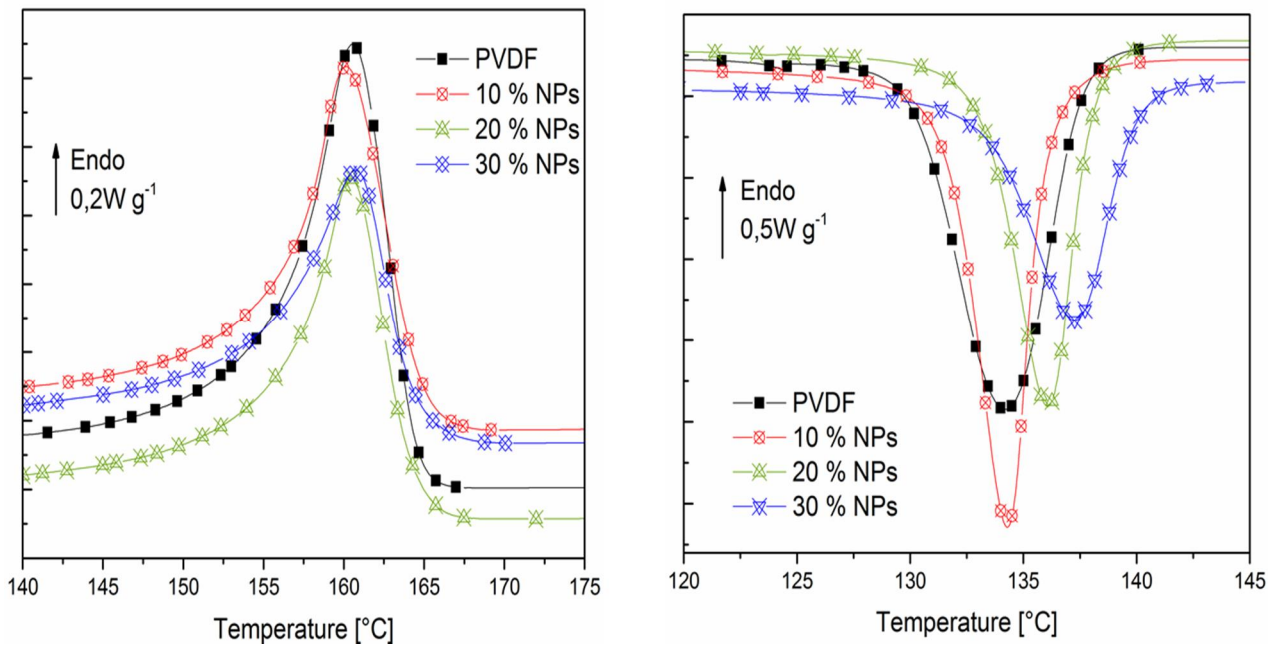 PVDF
10 % NPs
20 % NPs
30 % NPs
Endo
0,2W g⁻¹
140 145 150 155 160 165 170 175
Temperature [°C]
Endo
0,5W g⁻¹
PVDF
10 % NPs
20 % NPs
30 % NPs
120 125 130 135 140 145
Temperature [°C]